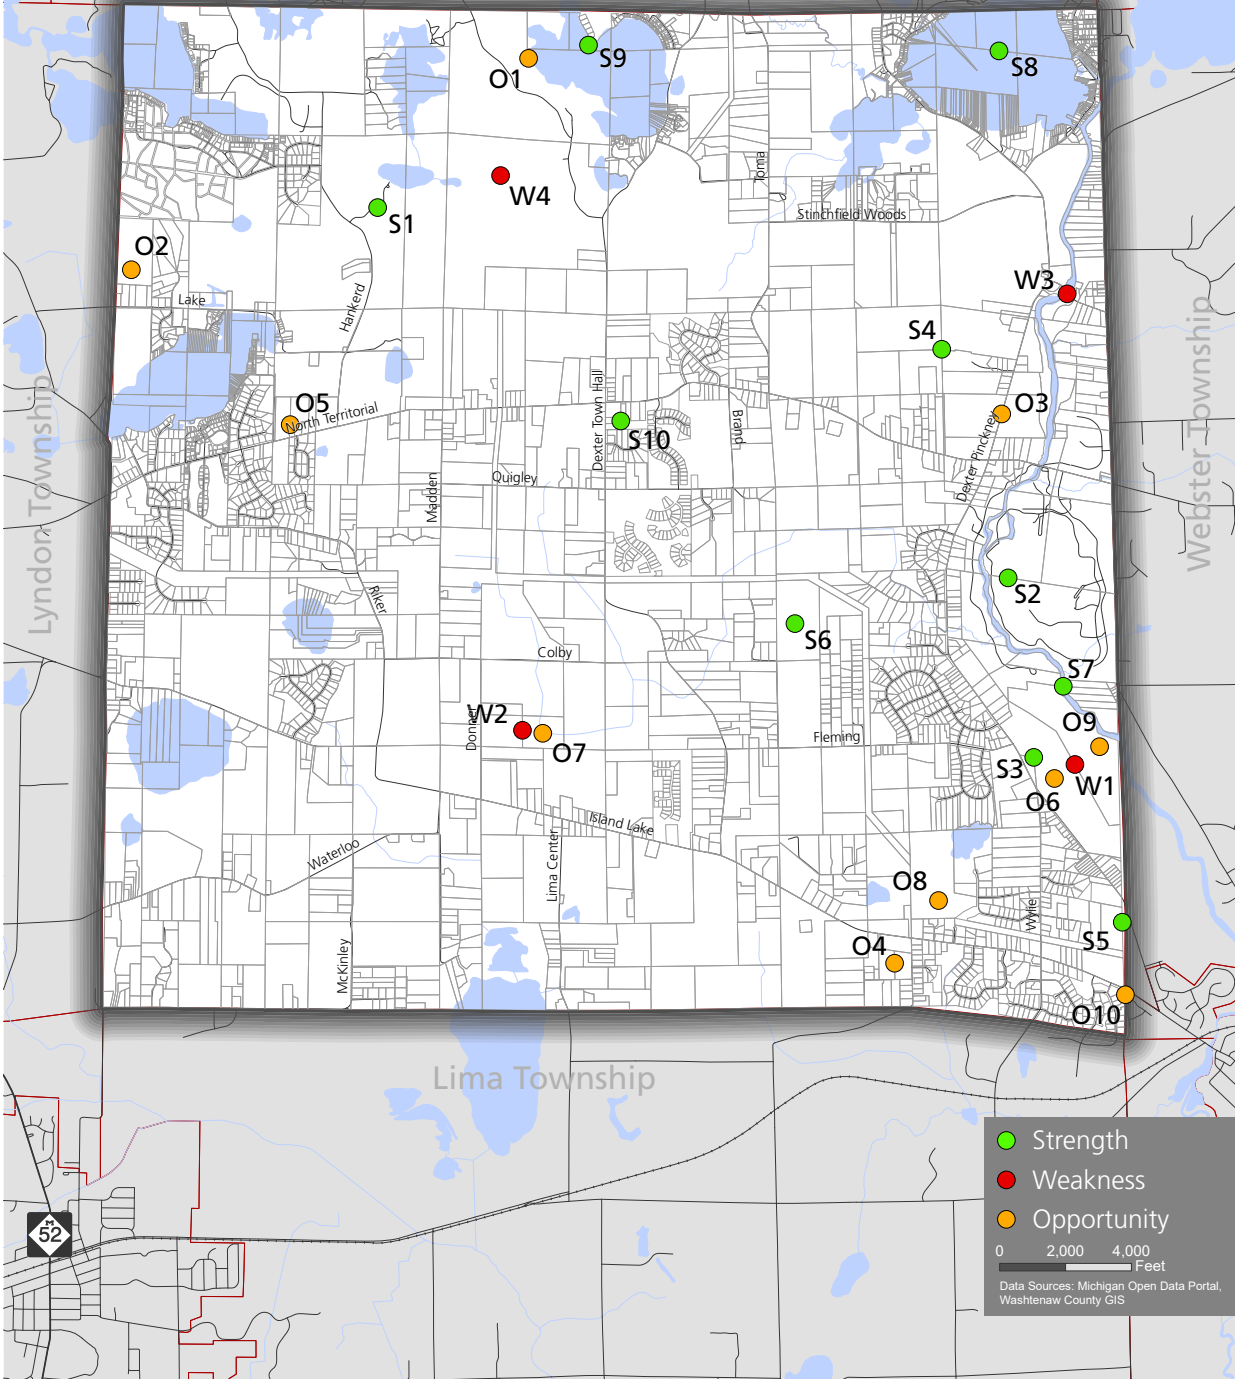 S9
O1
S8
Toma
W4
S1
Stinchfield Woods
O2
W3
Lake
Hankerd
S4
Webster Township
Lyndon Township
O5
North Territorial
Dexter Town Hall
S10
Brand
O3
Dexter Pinckney
Quigley
Madden
S2
Riker
S6
Colby
S7
W2
Donner
O7
Fleming
O9
S3
W1
O6
Island Lake
Waterloo
Lima Center
O8
Wylie
S5
O4
McKinley
O10
Lima Township
Strength
Weakness
Opportunity
0 2,000 4,000
Feet
Data Sources: Michigan Open Data Portal,
Washtenaw County GIS
M
52